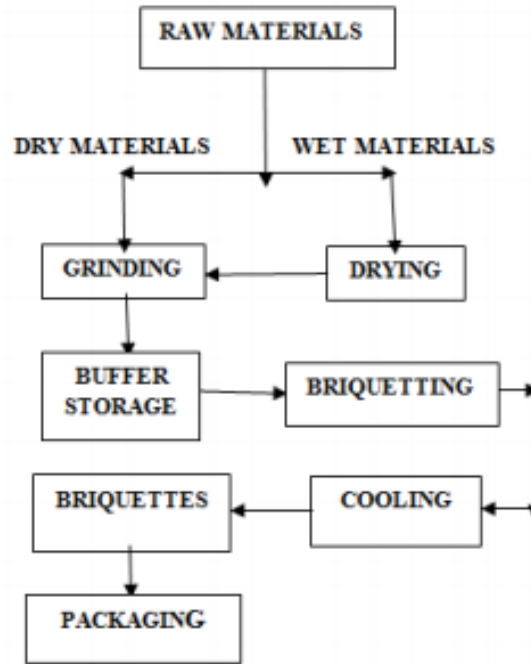 RAW MATERIALS
DRY MATERIALS
WET MATERIALS
GRINDING
DRYING
BUFFER
STORAGE
BRIQUETTING
BRIQUETTES
COOLING
PACKAGING